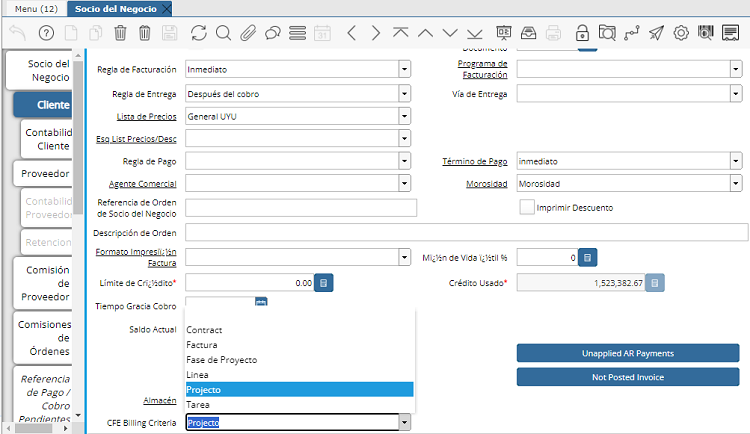 Menu (12)
Socio del Negocio
Socio del
Negocio
Cliente
Contabilid
Cliente
Proveedor
Contabilid
Proveedor
Retencion
Comisión
de
Proveedor
Comisiones
de
Órdenes
Referencia
de Pago /
Cobro
Pendientes
Documento
Regla de Facturación Inmediato
Programa de
Facturación
Regla de Entrega Después del cobro Vía de Entrega
Lista de Precios General UYU
Esq List Precios/Desc
Regla de Pago Término de Pago inmediato
Agente Comercial Morosidad Morosidad
Referencia de Orden
de Socio del Negocio
Imprimir Descuento
Descripción de Orden
Formato Impresï¿½n
Factura
Mï¿½n de Vida ï¿½til % 0
Límite de Crï¿½dito* 0.00 Crédito Usado* 1,523,382.67
Tiempo Gracia Cobro
Saldo Actual
Contract
Factura
Fase de Proyecto
Linea
Projecto
Tarea
Unapplied AR Payments
Not Posted Invoice
Almacén
CFE Billing Criteria Projecto